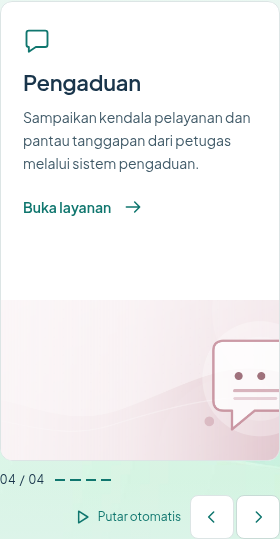 Pengaduan
Sampaikan kendala pelayanan dan
pantau tanggapan dari petugas
melalui sistem pengaduan.
Buka layanan
04 / 04
Putar otomatis